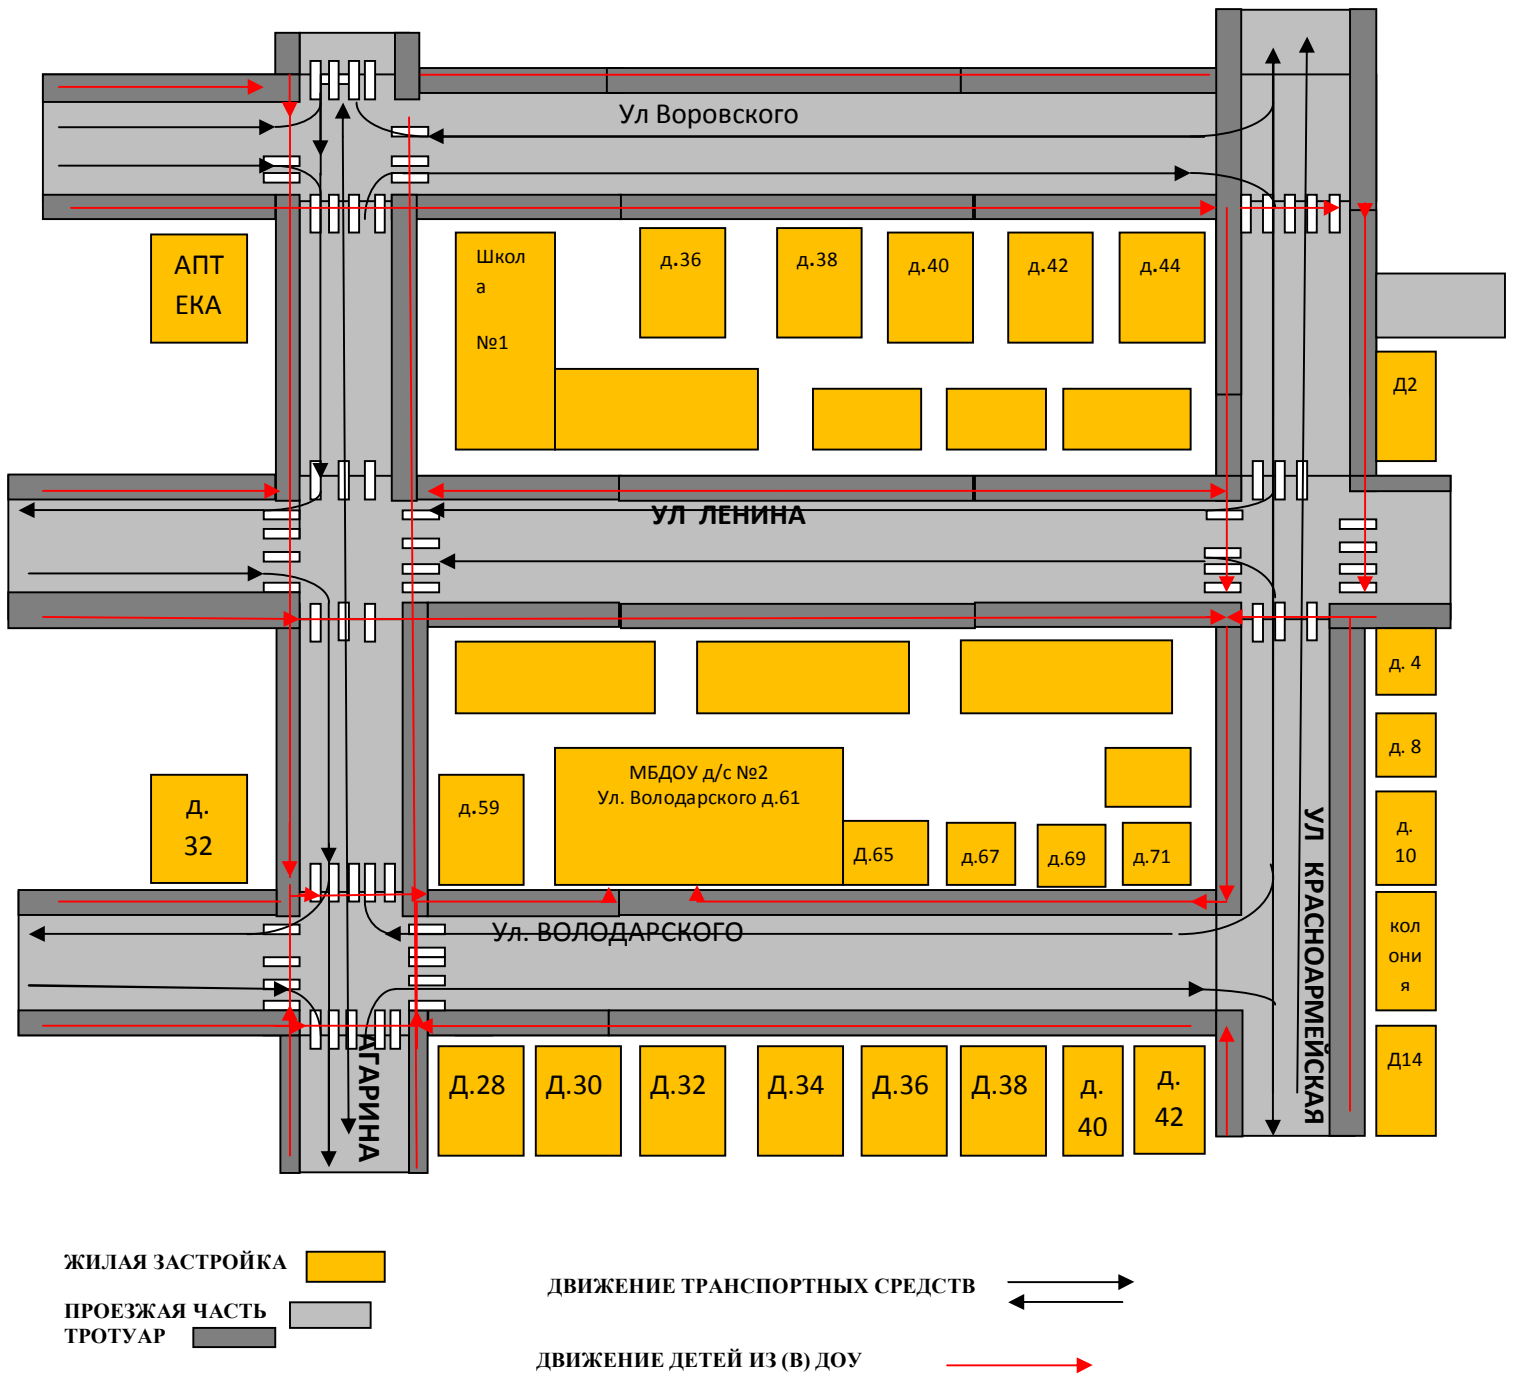 Ул Воровского
АПТ
ЕКА
Школ
а
№1
д.36
д.38
д.40
д.42
д.44
Д2
УЛ ЛЕНИНА
д. 4
д. 8
д.
10
кол
они
я
Д14
УЛ КРАСНОАРМЕЙСКАЯ
д.
32
д.59
МБДОУ д/с №2
Ул. Володарского д.61
Д.65
д.67
д.69
д.71
Ул. ВОЛОДАРСКОГО
АГАРИНА
Д.28
Д.30
Д.32
Д.34
Д.36
Д.38
д.
40
д.
42
ЖИЛАЯ ЗАСТРОЙКА
ПРОЕЗЖАЯ ЧАСТЬ
ТРОТУАР
ДВИЖЕНИЕ ТРАНСПОРТНЫХ СРЕДСТВ
ДВИЖЕНИЕ ДЕТЕЙ ИЗ (В) ДОУ